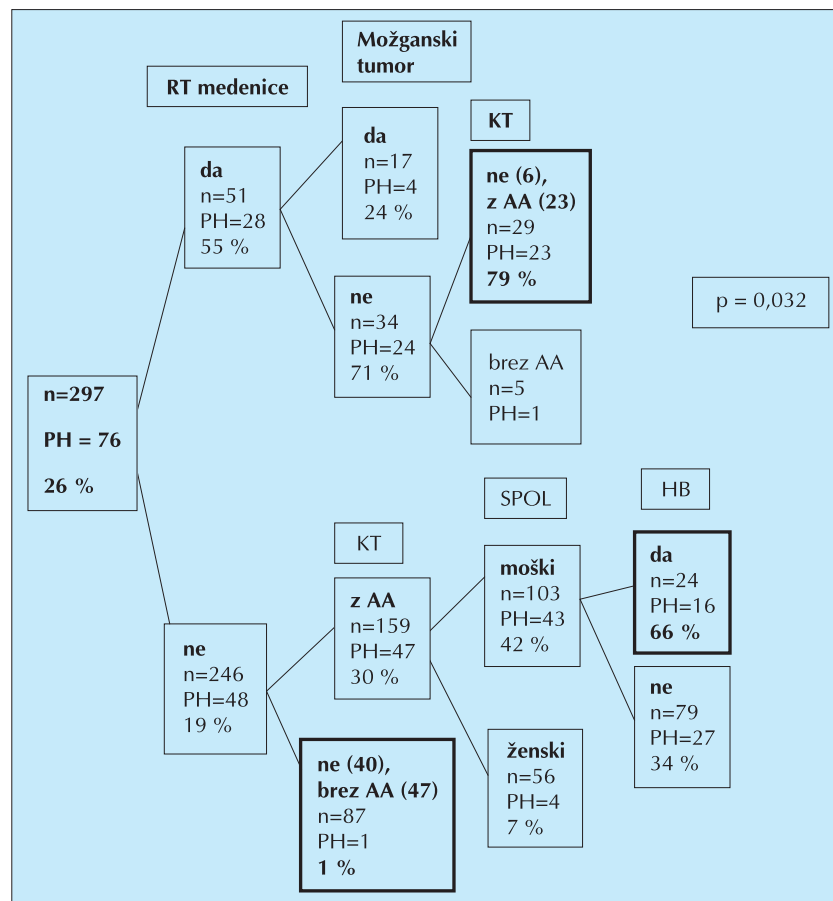 Možganski
tumor
RT medenice
KT
da
n=51
PH=28
55 %
da
n=17
PH=4
24 %
ne (6),
z AA (23)
n=29
PH=23
79 %
ne
n=34
PH=24
71 %
p = 0,032
brez AA
n=5
PH=1
n=297
PH = 76
26 %
SPOL
HB
KT
moški
n=103
PH=43
42 %
da
n=24
PH=16
66 %
z AA
n=159
PH=47
30 %
ne
n=246
PH=48
19 %
ne
n=79
PH=27
34 %
ženski
n=56
PH=4
7 %
ne (40),
brez AA (47)
n=87
PH=1
1 %